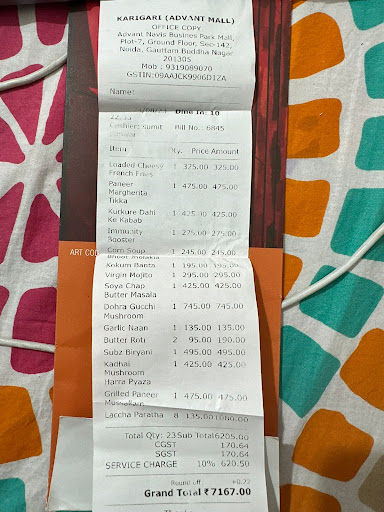 KARIGARI (ADVANT MALL)
OFFICE COPY
Advant Navis Busines Park Mall,
Plot-7, Ground Floor, Sec-142,
Noida, Gauttam Buddha Nagar
201305
Mob : 9319089070
GSTIN:09AAJCK9906D1ZA
Name:
Dine In: 10
Cashier: sumit Bill No.: 6845
Item Qty. Price Amount
Loaded Cheesy 1 325.00 325.00
French Fries
Paneer 1 475.00 475.00
Margherita
Tikka
Kurkure Dahi 1 425.00 425.00
Ke Kabab
Immunity 1 275.00 275.00
Booster
Corn Soup 1 245.00 245.00
Kokum Banta 1 195.00 195.00
Virgin Mojito 1 295.00 295.00
Soya Chap 1 425.00 425.00
Butter Masala
Dohra Gucchi 1 745.00 745.00
Mushroom
Garlic Naan 1 135.00 135.00
Butter Roti 2 95.00 190.00
Subz Biryani 1 495.00 495.00
Kadhai 1 425.00 425.00
Mushroom
Harra Pyaza
Grilled Paneer 1 475.00 475.00
Laccha Paratha 8 135.00 1080.00
Total Qty: 23 Sub Total 6205.00
CGST 170.64
SGST 170.64
SERVICE CHARGE 10% 620.50
Round off +0.22
Grand Total ₹7167.00
ART